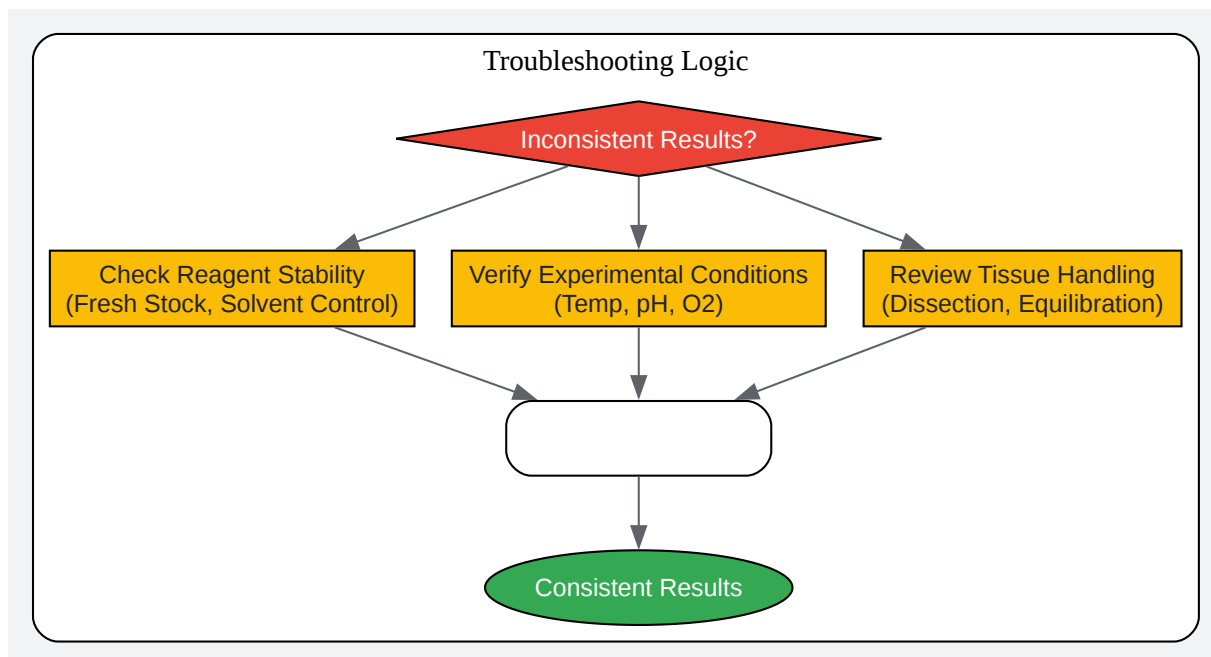 Troubleshooting Logic
Inconsistent Results?
Check Reagent Stability
(Fresh Stock, Solvent Control)
Verify Experimental Conditions
(Temp, pH, O2)
Review Tissue Handling
(Dissection, Equilibration)
Consistent Results